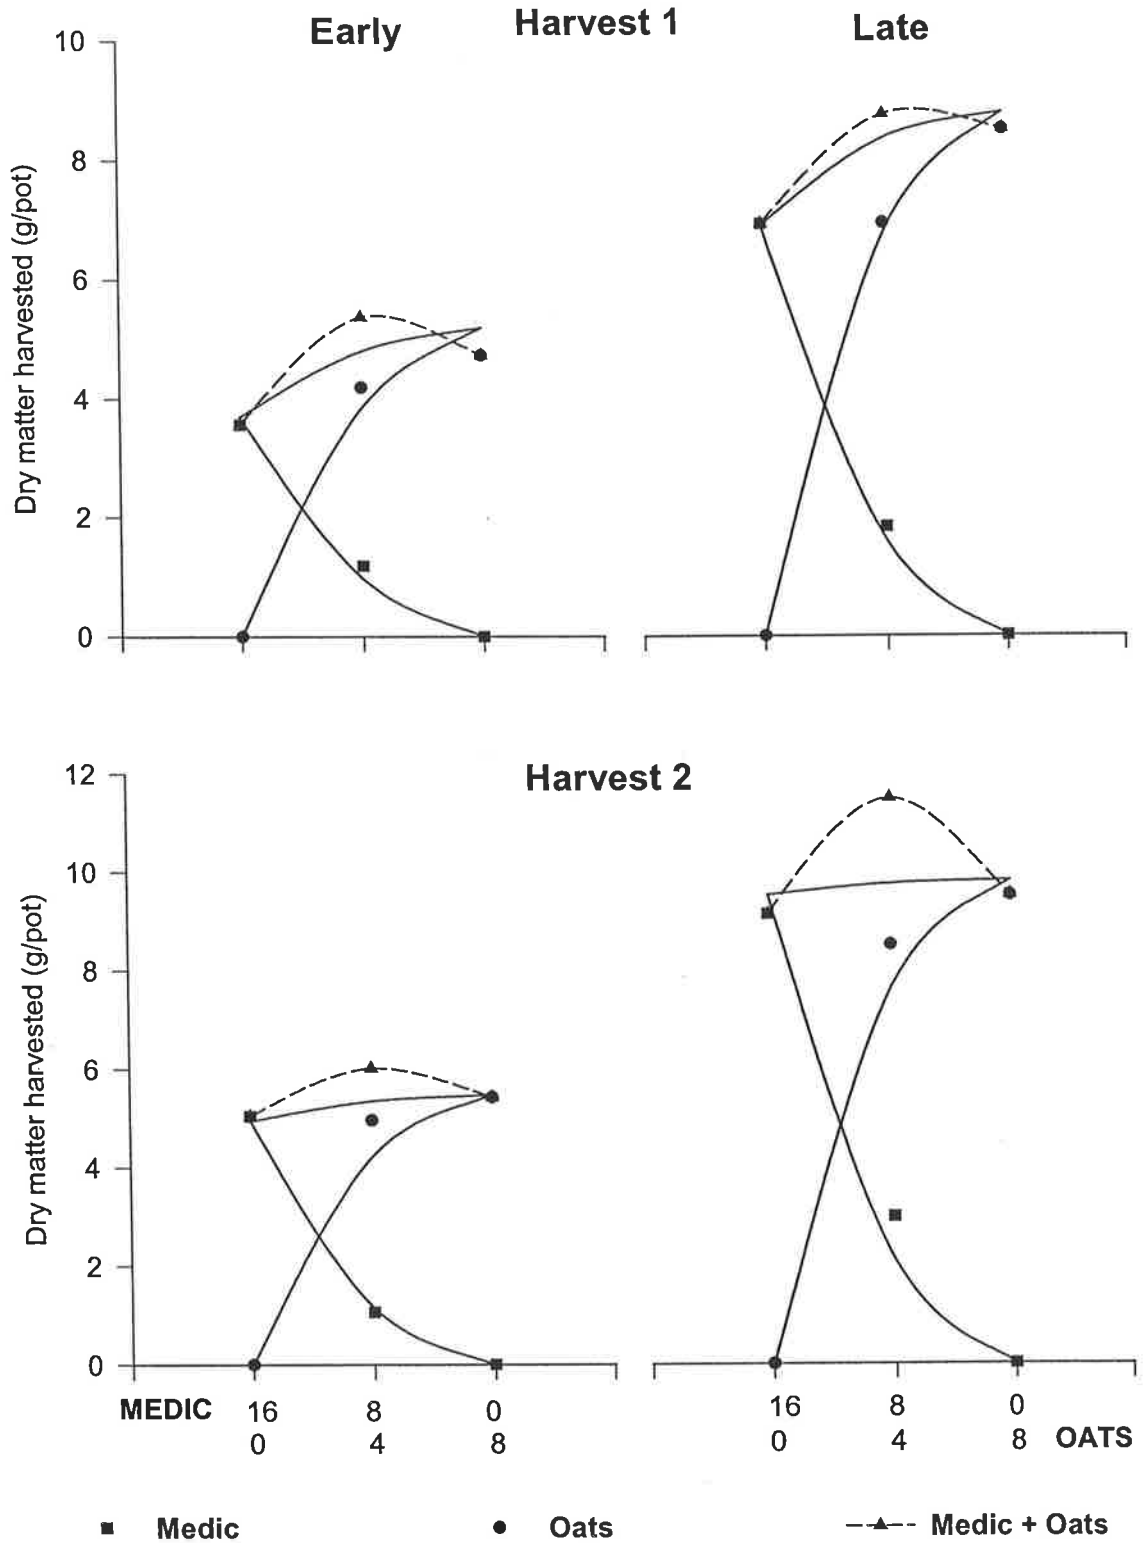 Early Harvest 1 Late
10
8
6
4
2
0
Dry matter harvested (g/pot)
Harvest 2
12
10
8
6
4
2
0
Dry matter harvested (g/pot)
MEDIC 16 8 0 16 8 0
0 4 8 0 4 8 OATS
Medic Oats Medic + Oats